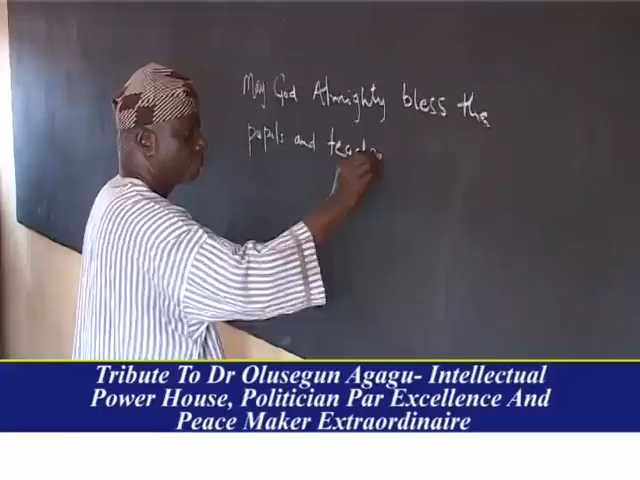 May God Almighty bless the
pupils and teache
Tribute To Dr Olusegun Agagu- Intellectual
Power House, Politician Par Excellence And
Peace Maker Extraordinaire